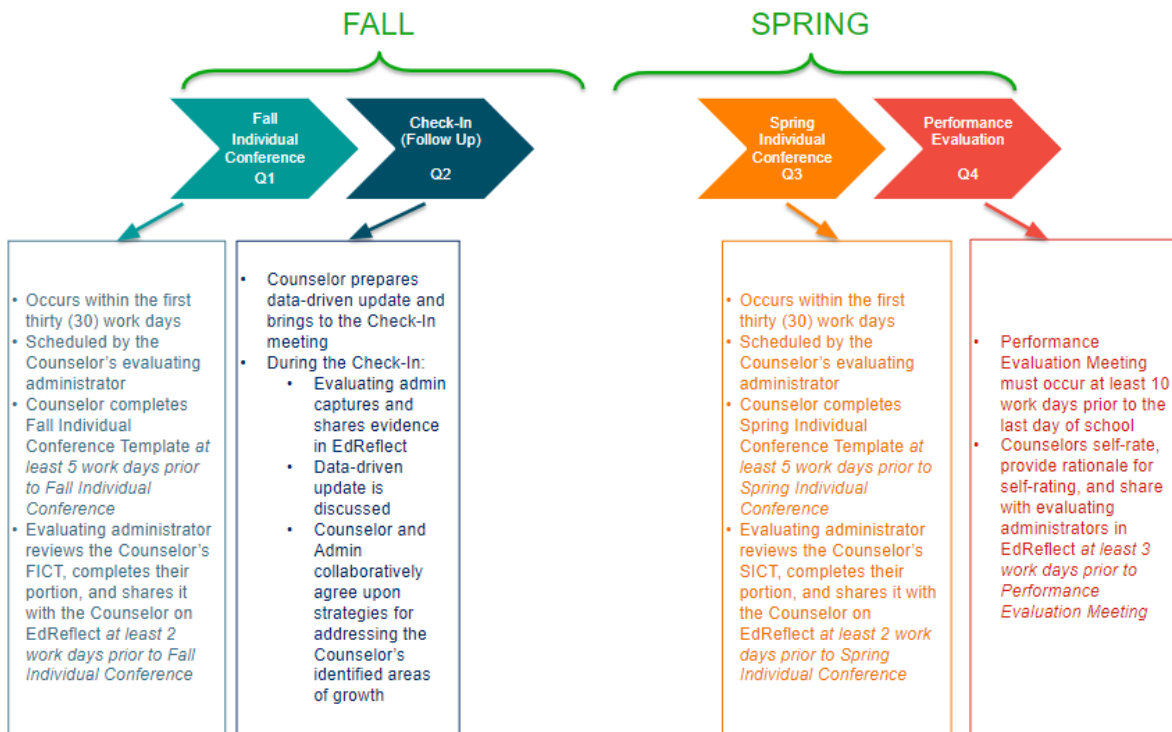 FALL
SPRING
Fall
Individual
Conference
Q1
Check-In
(Follow Up)
Q2
Spring
Individual
Conference
Q3
Performance
Evaluation
Q4
• Occurs within the first
thirty (30) work days
• Scheduled by the
Counselor's evaluating
administrator
• Counselor completes
Fall Individual
Conference Template at
least 5 work days prior
to Fall Individual
Conference
• Evaluating administrator
reviews the Counselor's
FICT, completes their
portion, and shares it
with the Counselor on
EdReflect at least 2
work days prior to Fall
Individual Conference
• Counselor prepares
data-driven update and
brings to the Check-In
meeting
• During the Check-In:
• Evaluating admin
captures and
shares evidence
in EdReflect
• Data-driven
update is
discussed
• Counselor and
Admin
collaboratively
agree upon
strategies for
addressing the
Counselor's
identified areas
of growth
• Occurs within the first
thirty (30) work days
• Scheduled by the
Counselor's evaluating
administrator
• Counselor completes
Spring Individual
Conference Template at
least 5 work days prior to
Spring Individual
Conference
• Evaluating administrator
reviews the Counselor's
SICT, completes their
portion, and shares it with
the Counselor on
EdReflect at least 2 work
days prior to Spring
Individual Conference
• Performance
Evaluation Meeting
must occur at least 10
work days prior to the
last day of school
• Counselors self-rate,
provide rationale for
self-rating, and share
with evaluating
administrators in
EdReflect at least 3
work days prior to
Performance
Evaluation Meeting